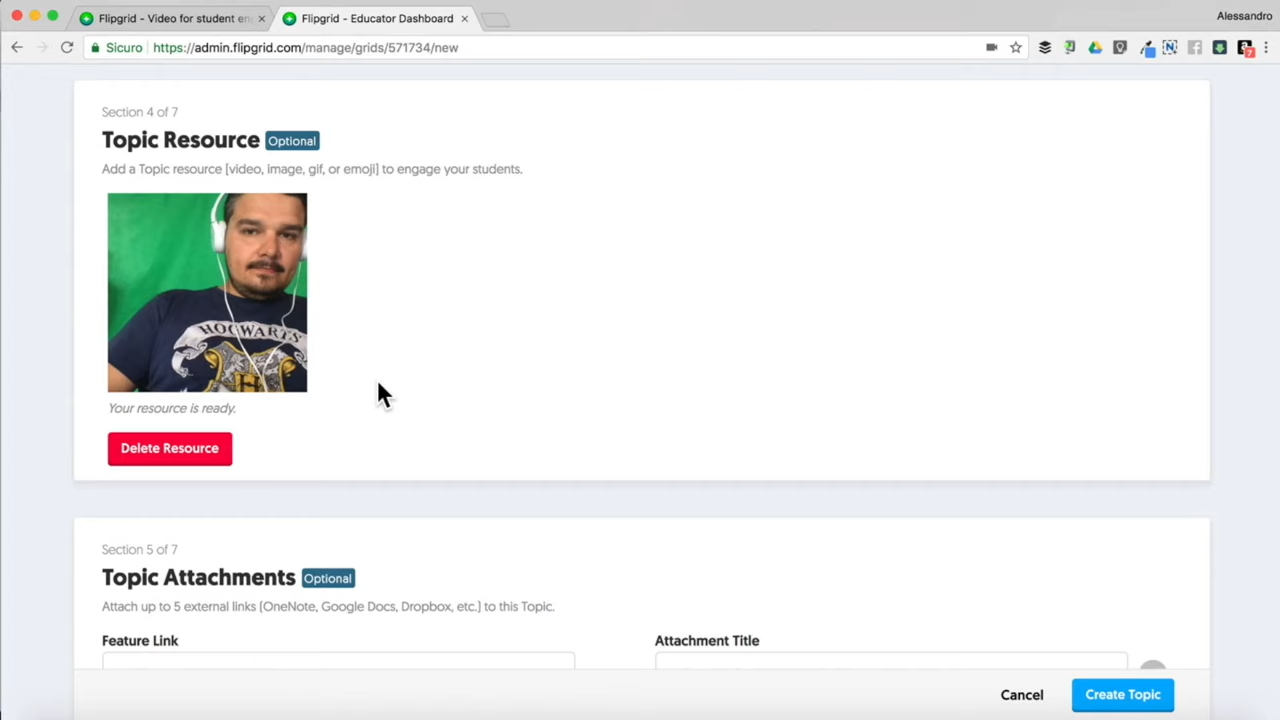 Flipgrid - Video for student en
Flipgrid - Educator Dashboard
Alessandro
Sicuro
https://admin.flipgrid.com/manage/grids/571734/new
7
Section 4 of 7
Topic Resource Optional
Add a Topic resource [video, image, gif, or emoji] to engage your students.
HOGWARTS
Your resource is ready.
Delete Resource
Section 5 of 7
Topic Attachments Optional
Attach up to 5 external links [OneNote, Google Docs, Dropbox, etc.] to this Topic.
Feature Link
Attachment Title
Cancel
Create Topic